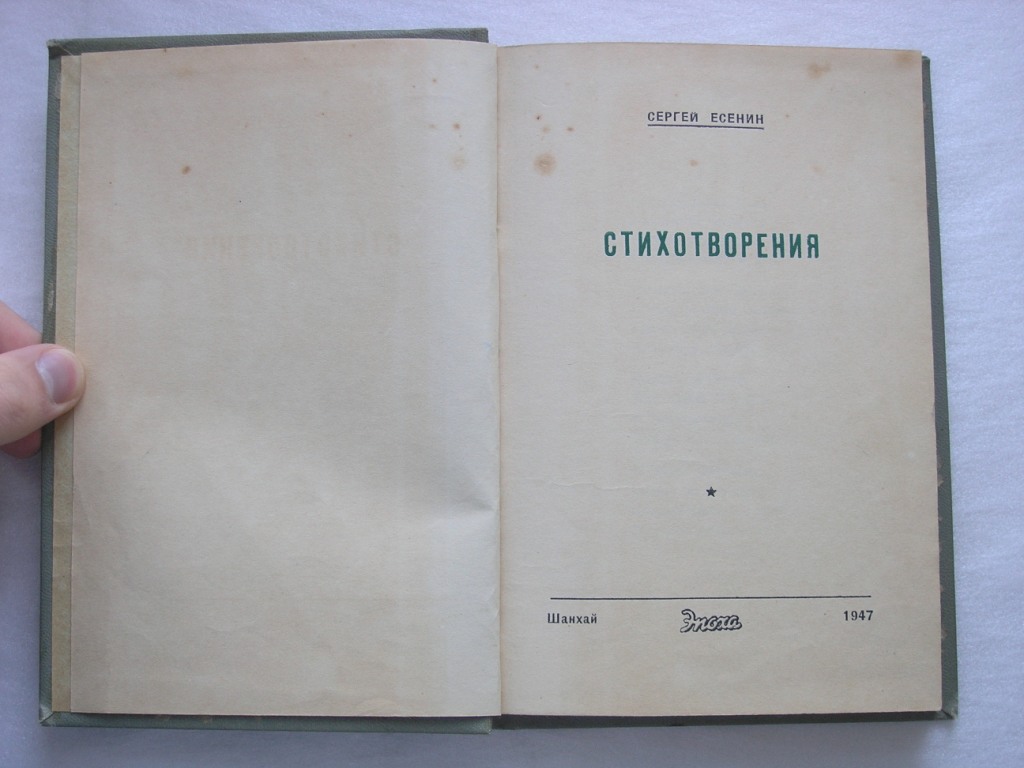 СЕРГЕЙ ЕСЕНИН
СТИХОТВОРЕНИЯ
Шанхай Эпоха 1947